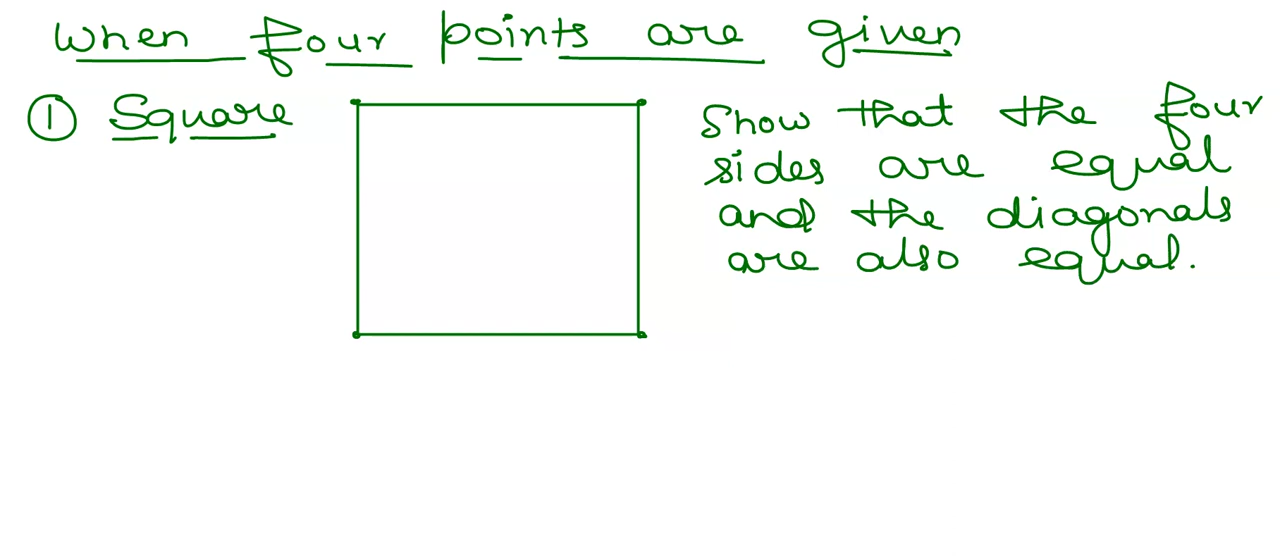 When four points are given
① Square
Show that the four
sides are equal
and the diagonals
are also equal.